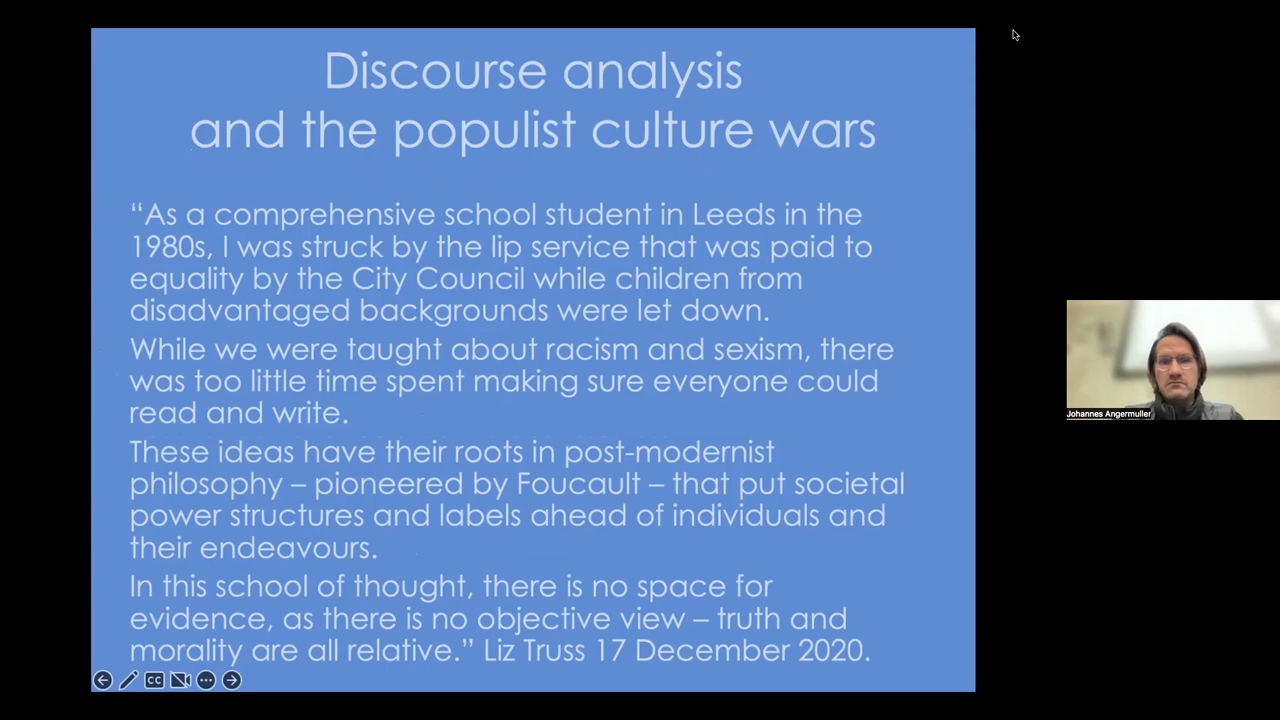 Discourse analysis
and the populist culture wars
“As a comprehensive school student in Leeds in the
1980s, I was struck by the lip service that was paid to
equality by the City Council while children from
disadvantaged backgrounds were let down.
While we were taught about racism and sexism, there
was too little time spent making sure everyone could
read and write.
These ideas have their roots in post-modernist
philosophy – pioneered by Foucault – that put societal
power structures and labels ahead of individuals and
their endeavours.
In this school of thought, there is no space for
evidence, as there is no objective view – truth and
morality are all relative.” Liz Truss 17 December 2020.
CC
Johannes Angermuller